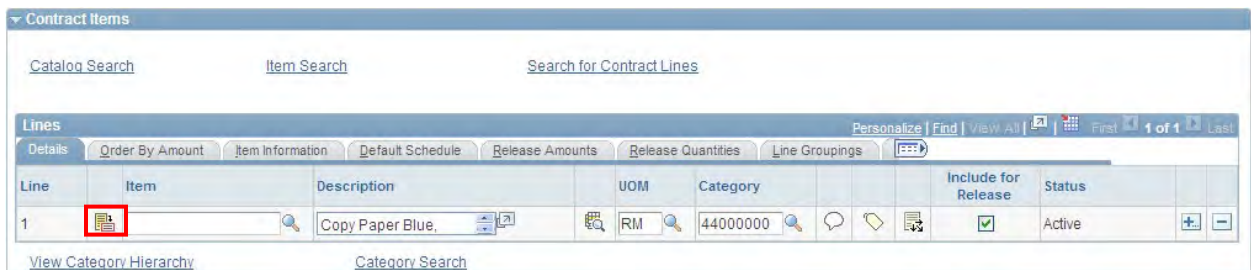 Contract Items
Catalog Search Item Search Search for Contract Lines
Lines Personalize | Find | View All | | First 1 of 1 Last
Details Order By Amount Item Information Default Schedule Release Amounts Release Quantities Line Groupings
Line Item Description UOM Category Include for Release Status
1 Copy Paper Blue, RM 44000000 Active
View Category Hierarchy Category Search